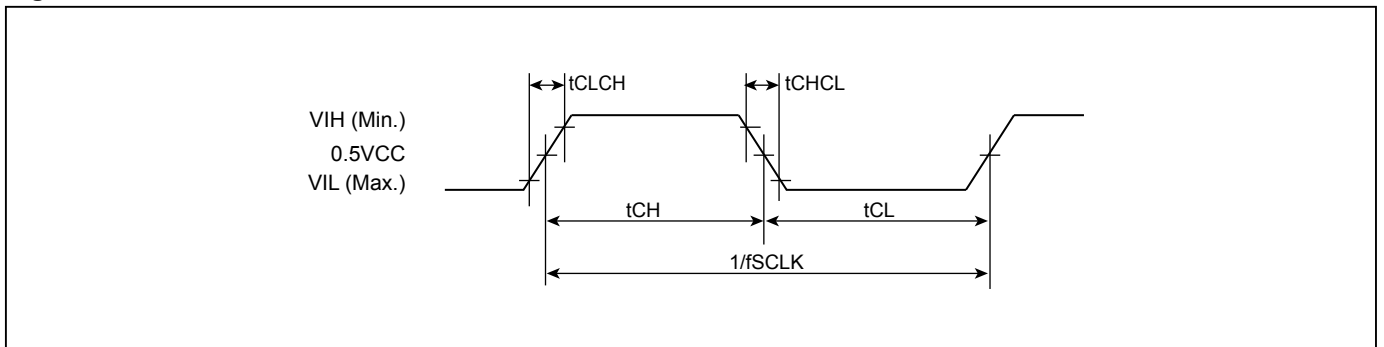 tCLCH
tCHCL
VIH (Min.)
0.5VCC
VIL (Max.)
tCH
tCL
1/fSCLK